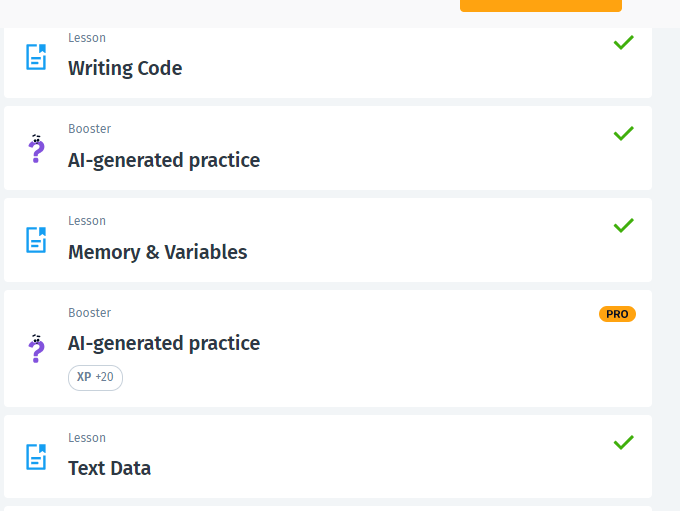 Lesson
Writing Code
Booster
AI-generated practice
Lesson
Memory & Variables
Booster
PRO
AI-generated practice
XP +20
Lesson
Text Data